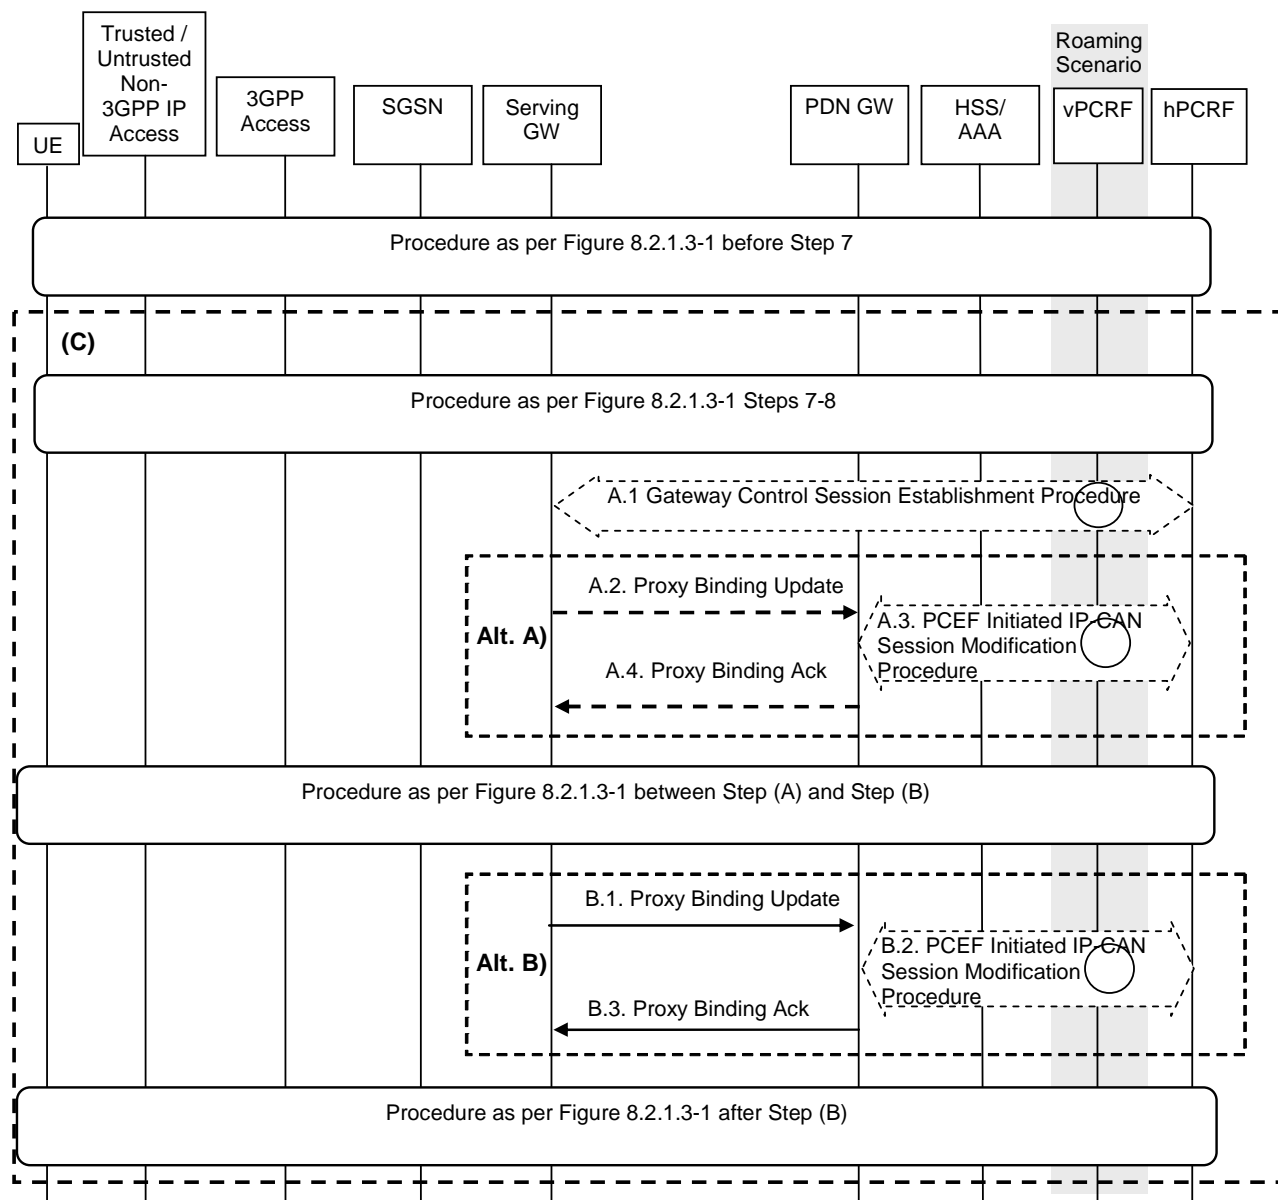 Trusted /
Untrusted
Non-
3GPP IP
Access
Roaming
Scenario
UE
3GPP
Access
SGSN
Serving
GW
PDN GW
HSS/
AAA
vPCRF
hPCRF
Procedure as per Figure 8.2.1.3-1 before Step 7
(C)
Procedure as per Figure 8.2.1.3-1 Steps 7-8
A.1 Gateway Control Session Establishment Procedure
A.2. Proxy Binding Update
Alt. A)
A.3. PCEF Initiated IP-CAN
Session Modification
Procedure
A.4. Proxy Binding Ack
Procedure as per Figure 8.2.1.3-1 between Step (A) and Step (B)
B.1. Proxy Binding Update
Alt. B)
B.2. PCEF Initiated IP-CAN
Session Modification
Procedure
B.3. Proxy Binding Ack
Procedure as per Figure 8.2.1.3-1 after Step (B)